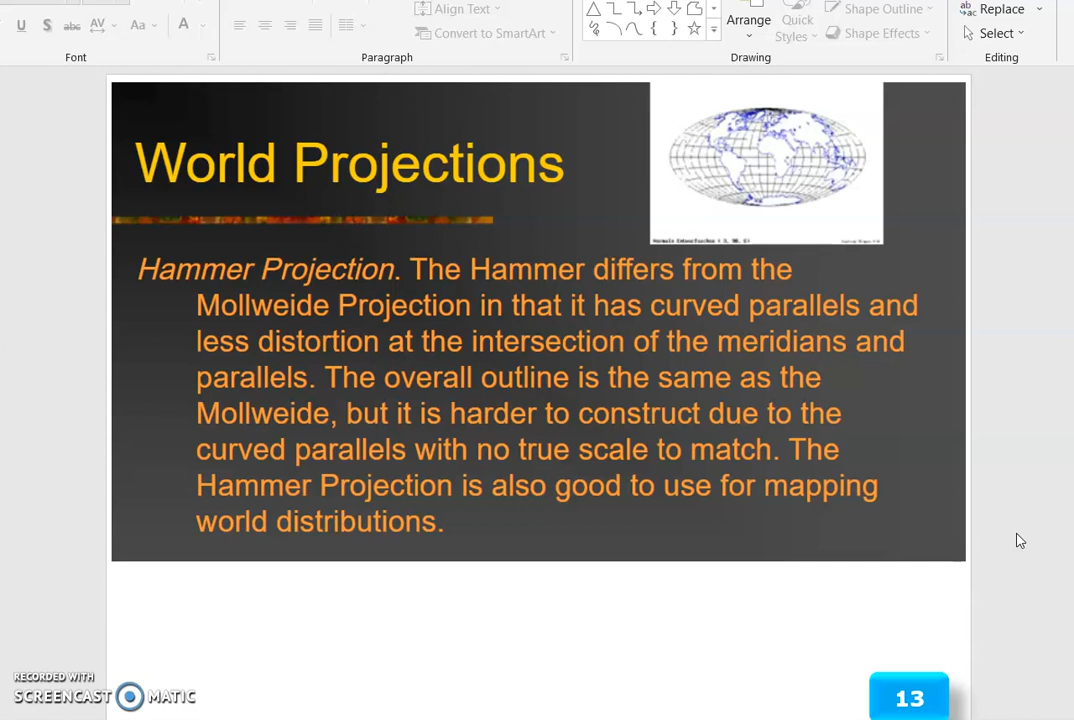 Align Text
Replace
U S abc AV Aa A
Convert to SmartArt
Arrange
Quick
Styles
Shape Outline
Shape Effects
Select
Font
Paragraph
Drawing
Editing
World Projections
Hammer Projection. The Hammer differs from the
Mollweide Projection in that it has curved parallels and
less distortion at the intersection of the meridians and
parallels. The overall outline is the same as the
Mollweide, but it is harder to construct due to the
curved parallels with no true scale to match. The
Hammer Projection is also good to use for mapping
world distributions.
RECORDED WITH
SCREENCAST MATIC
13